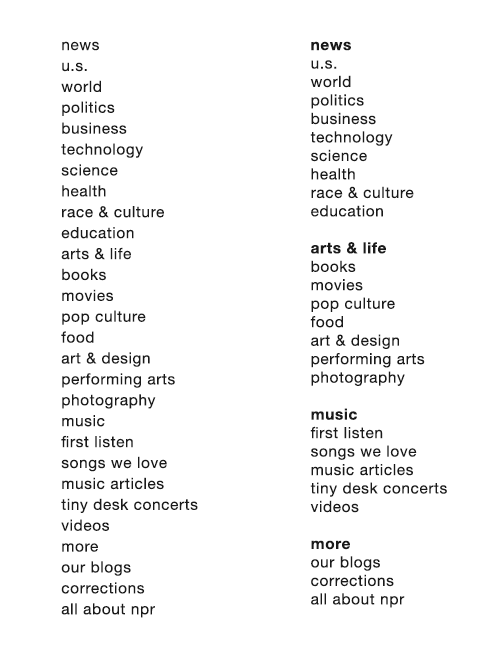 news
u.s.
world
politics
business
technology
science
health
race & culture
education
arts & life
books
movies
pop culture
food
art & design
performing arts
photography
music
first listen
songs we love
music articles
tiny desk concerts
videos
more
our blogs
corrections
all about npr
news
u.s.
world
politics
business
technology
science
health
race & culture
education
arts & life
books
movies
pop culture
food
art & design
performing arts
photography
music
first listen
songs we love
music articles
tiny desk concerts
videos
more
our blogs
corrections
all about npr